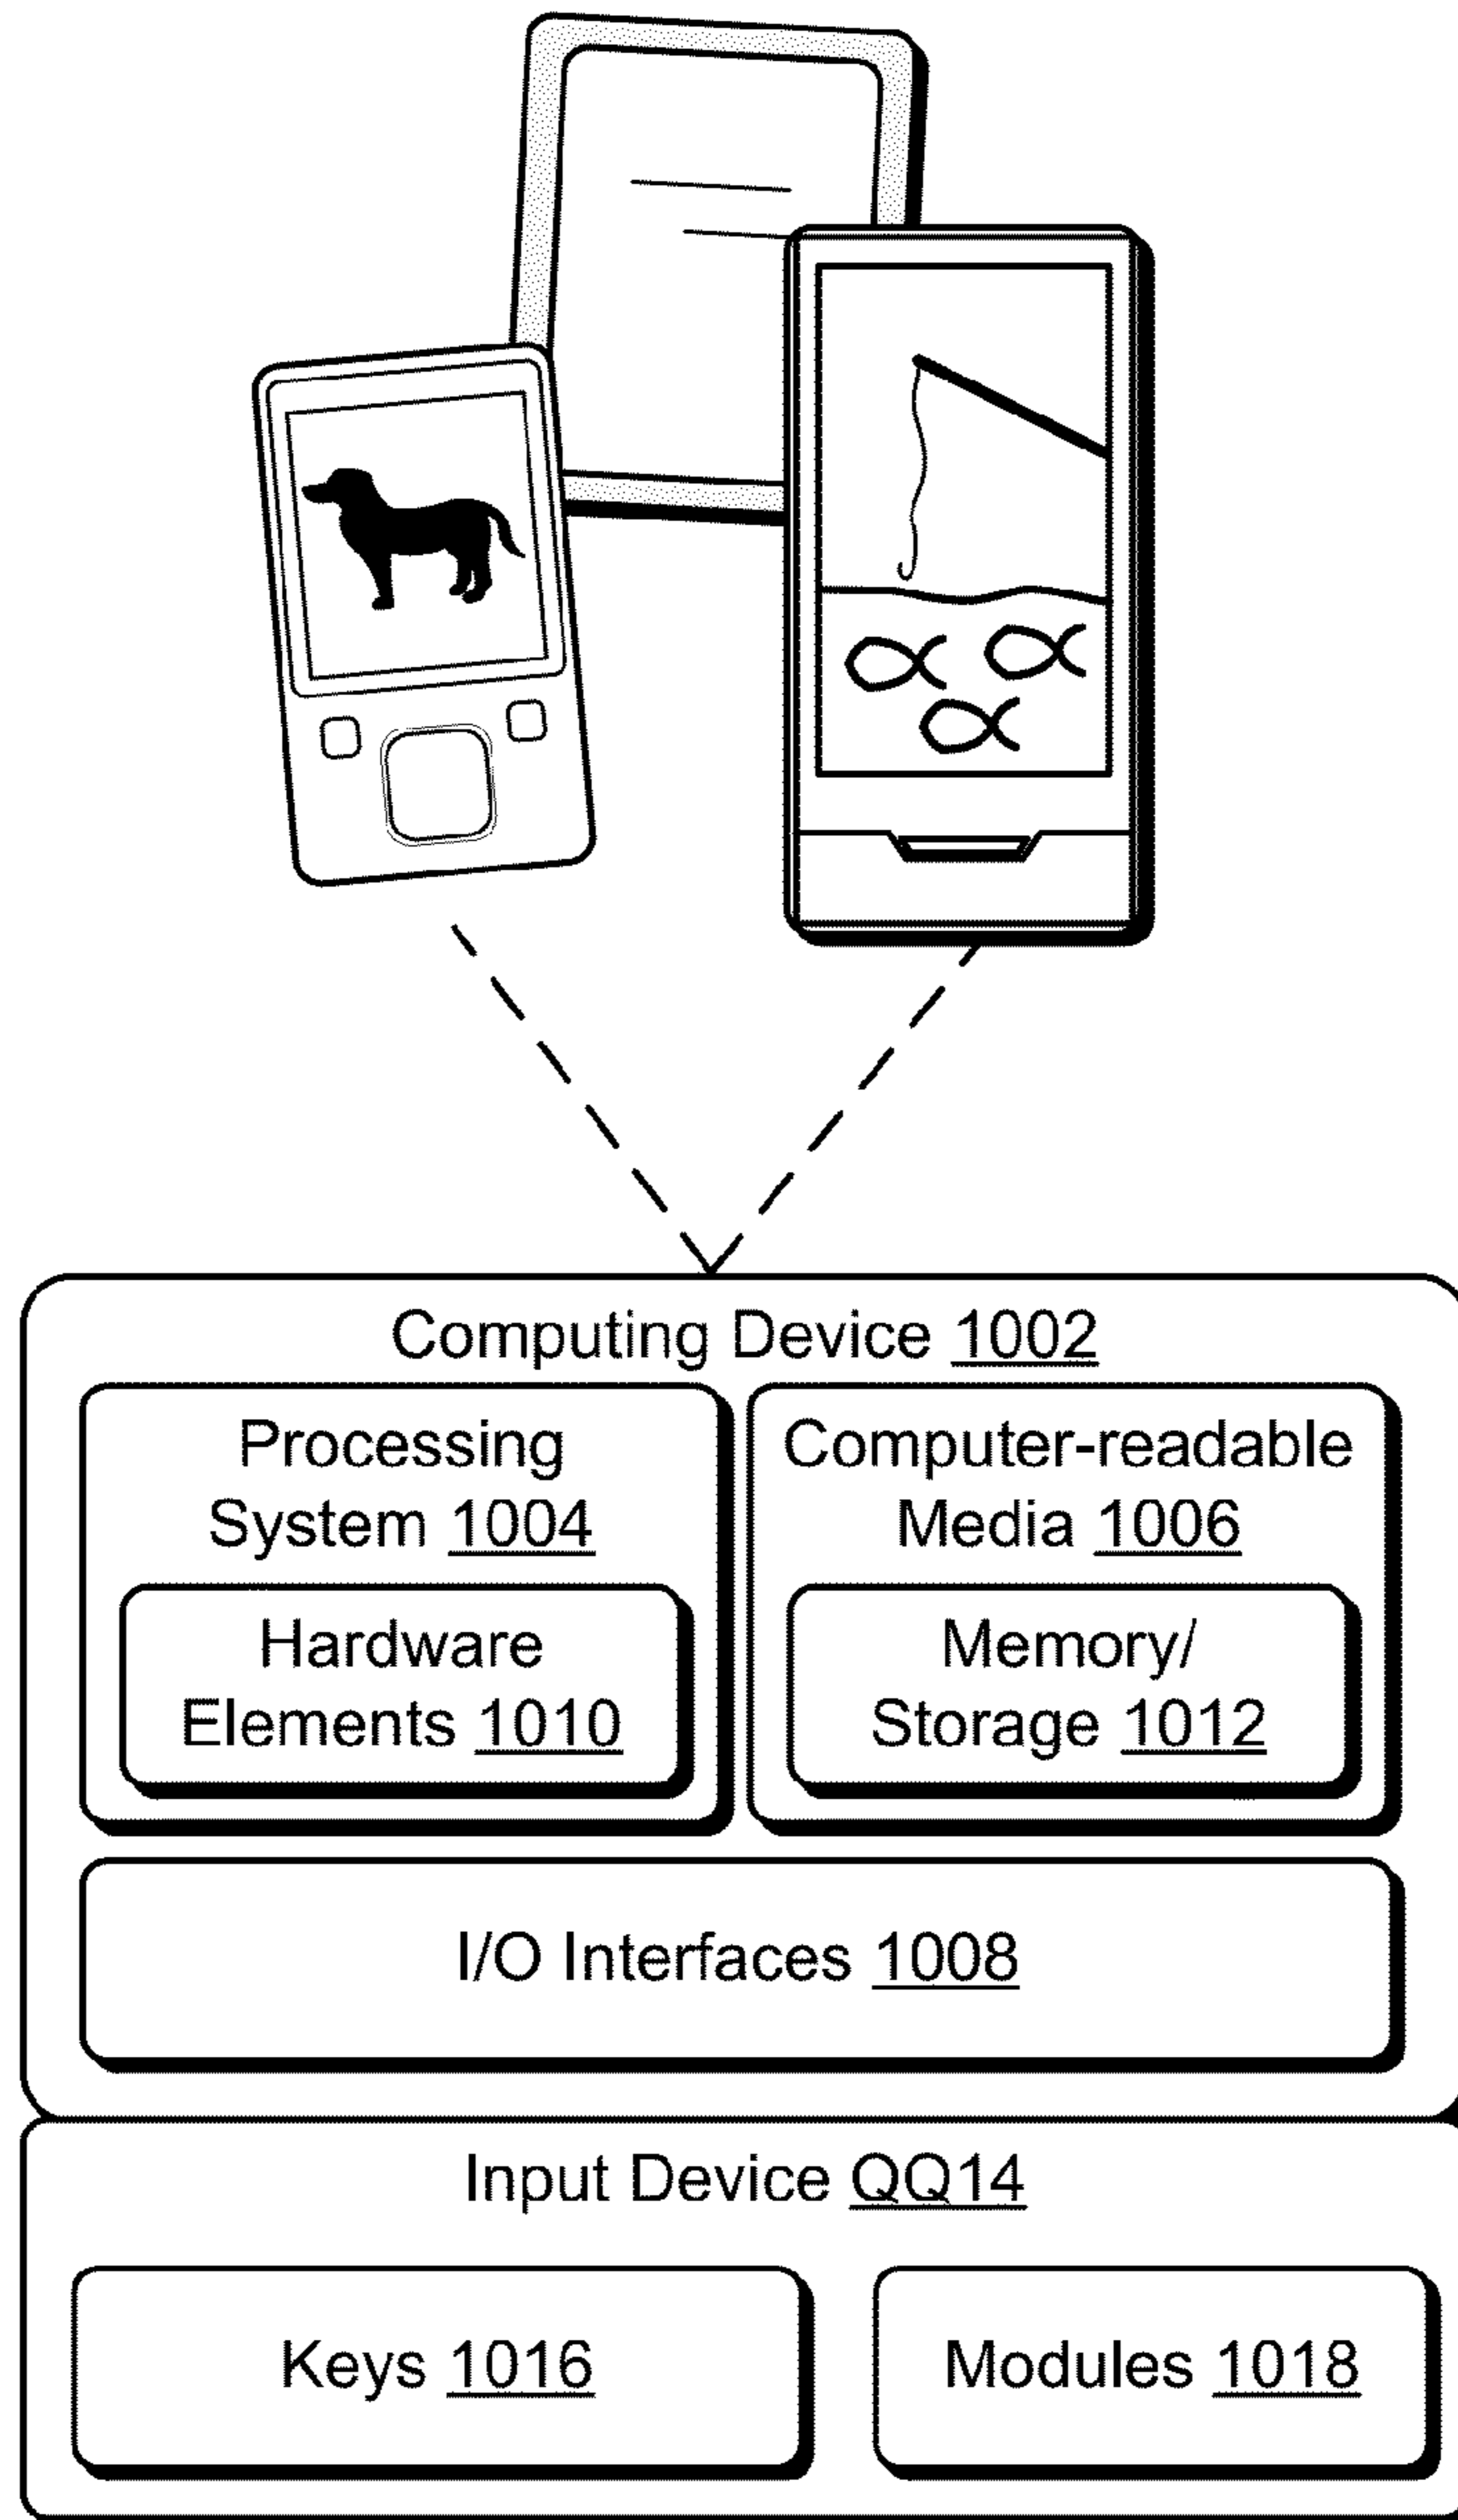 Computing Device 1002
Processing
System 1004
Hardware
Elements 1010
Computer-readable
Media 1006
Memory/
Storage 1012
I/O Interfaces 1008
Input Device QQ14
Keys 1016
Modules 1018